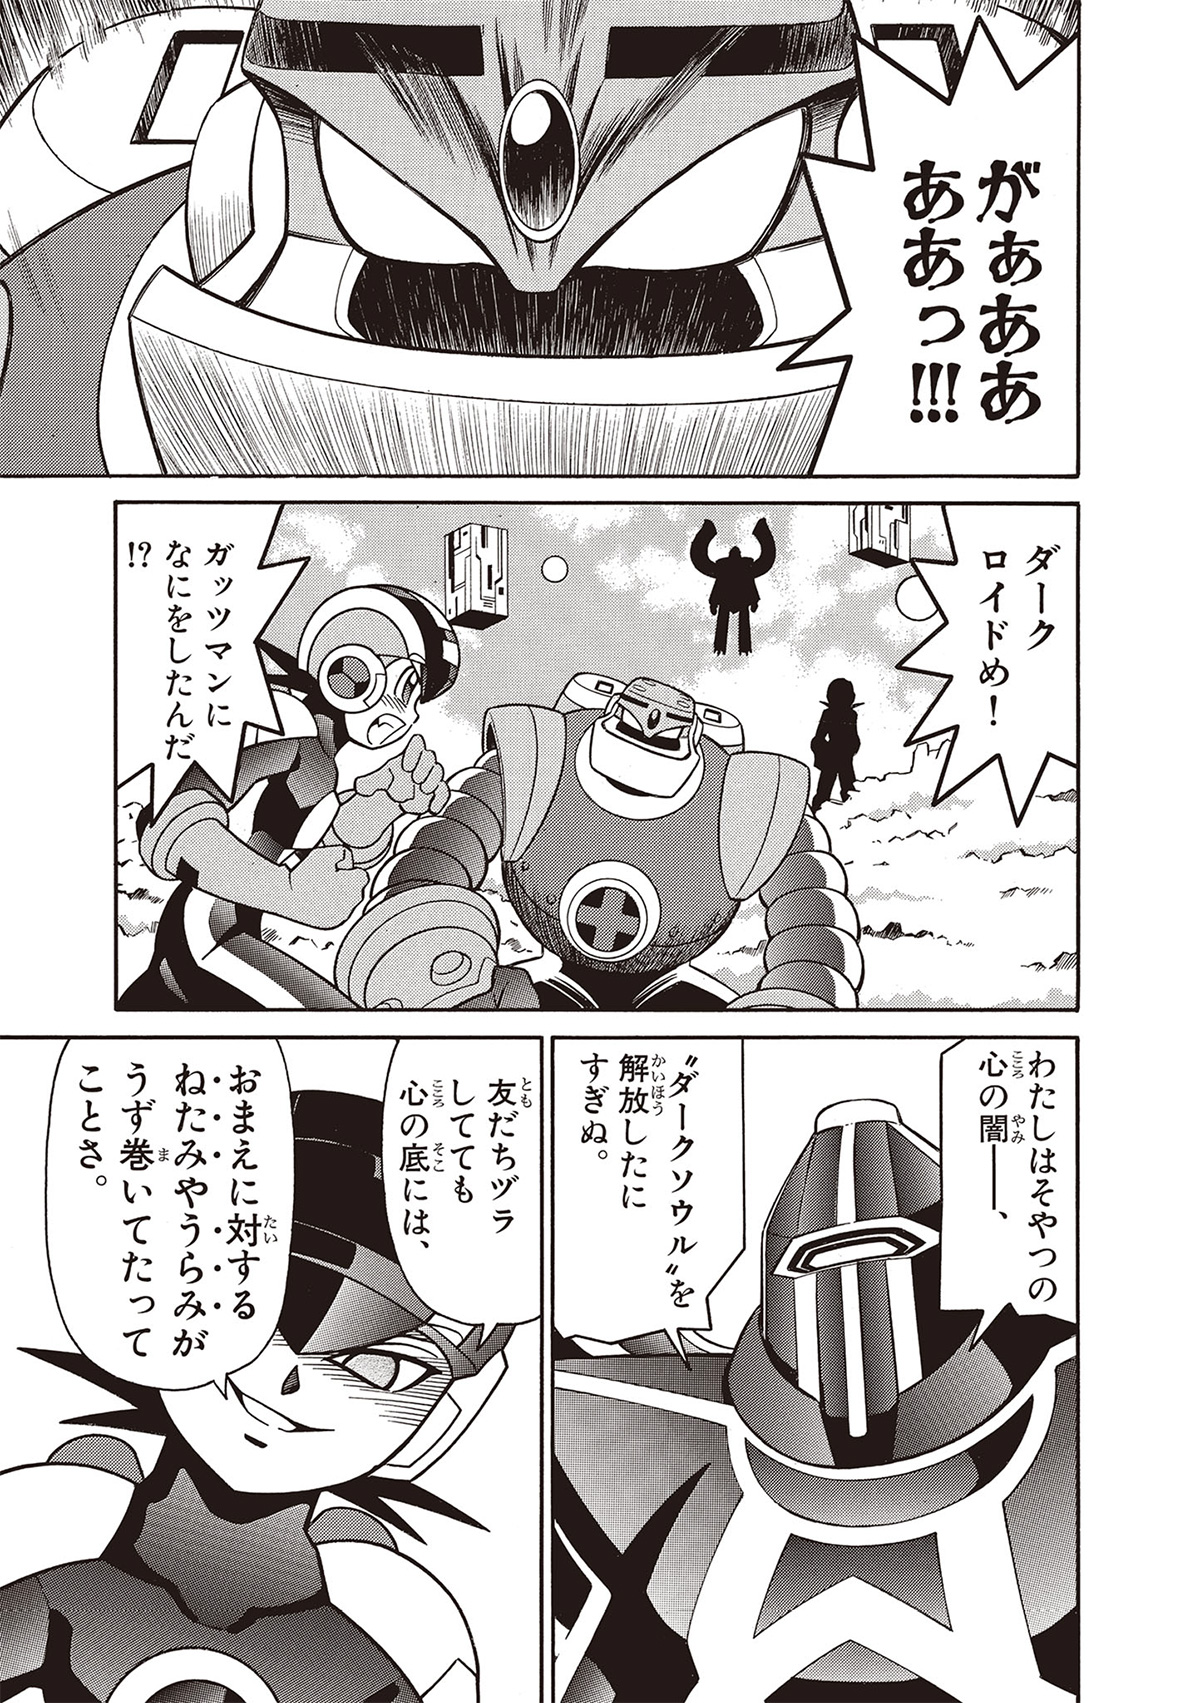 がぁぁああ
ああああっ!!!
ダーク
ロイドめ!
ガッツマンに
なにをしたんだ
!?
わたしはそやつの
心の闇――、
〝ダークソウル〟を
解放したに
すぎぬ。
友だちヅラ
してても
心の底には、
おまえに対する
ねたみやうらみが
うず巻いてたって
ことさ。